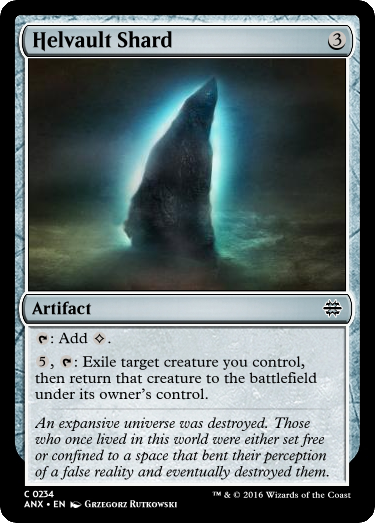 Helvault Shard 3
Artifact
: Add .
5, : Exile target creature you control,
then return that creature to the battlefield
under its owner's control.
An expansive universe was destroyed. Those
who once lived in this world were either set free
or confined to a space that bent their perception
of a false reality and eventually destroyed them.
C 0234
ANX • EN Grzegorz Rutkowski
™ & © 2016 Wizards of the Coast